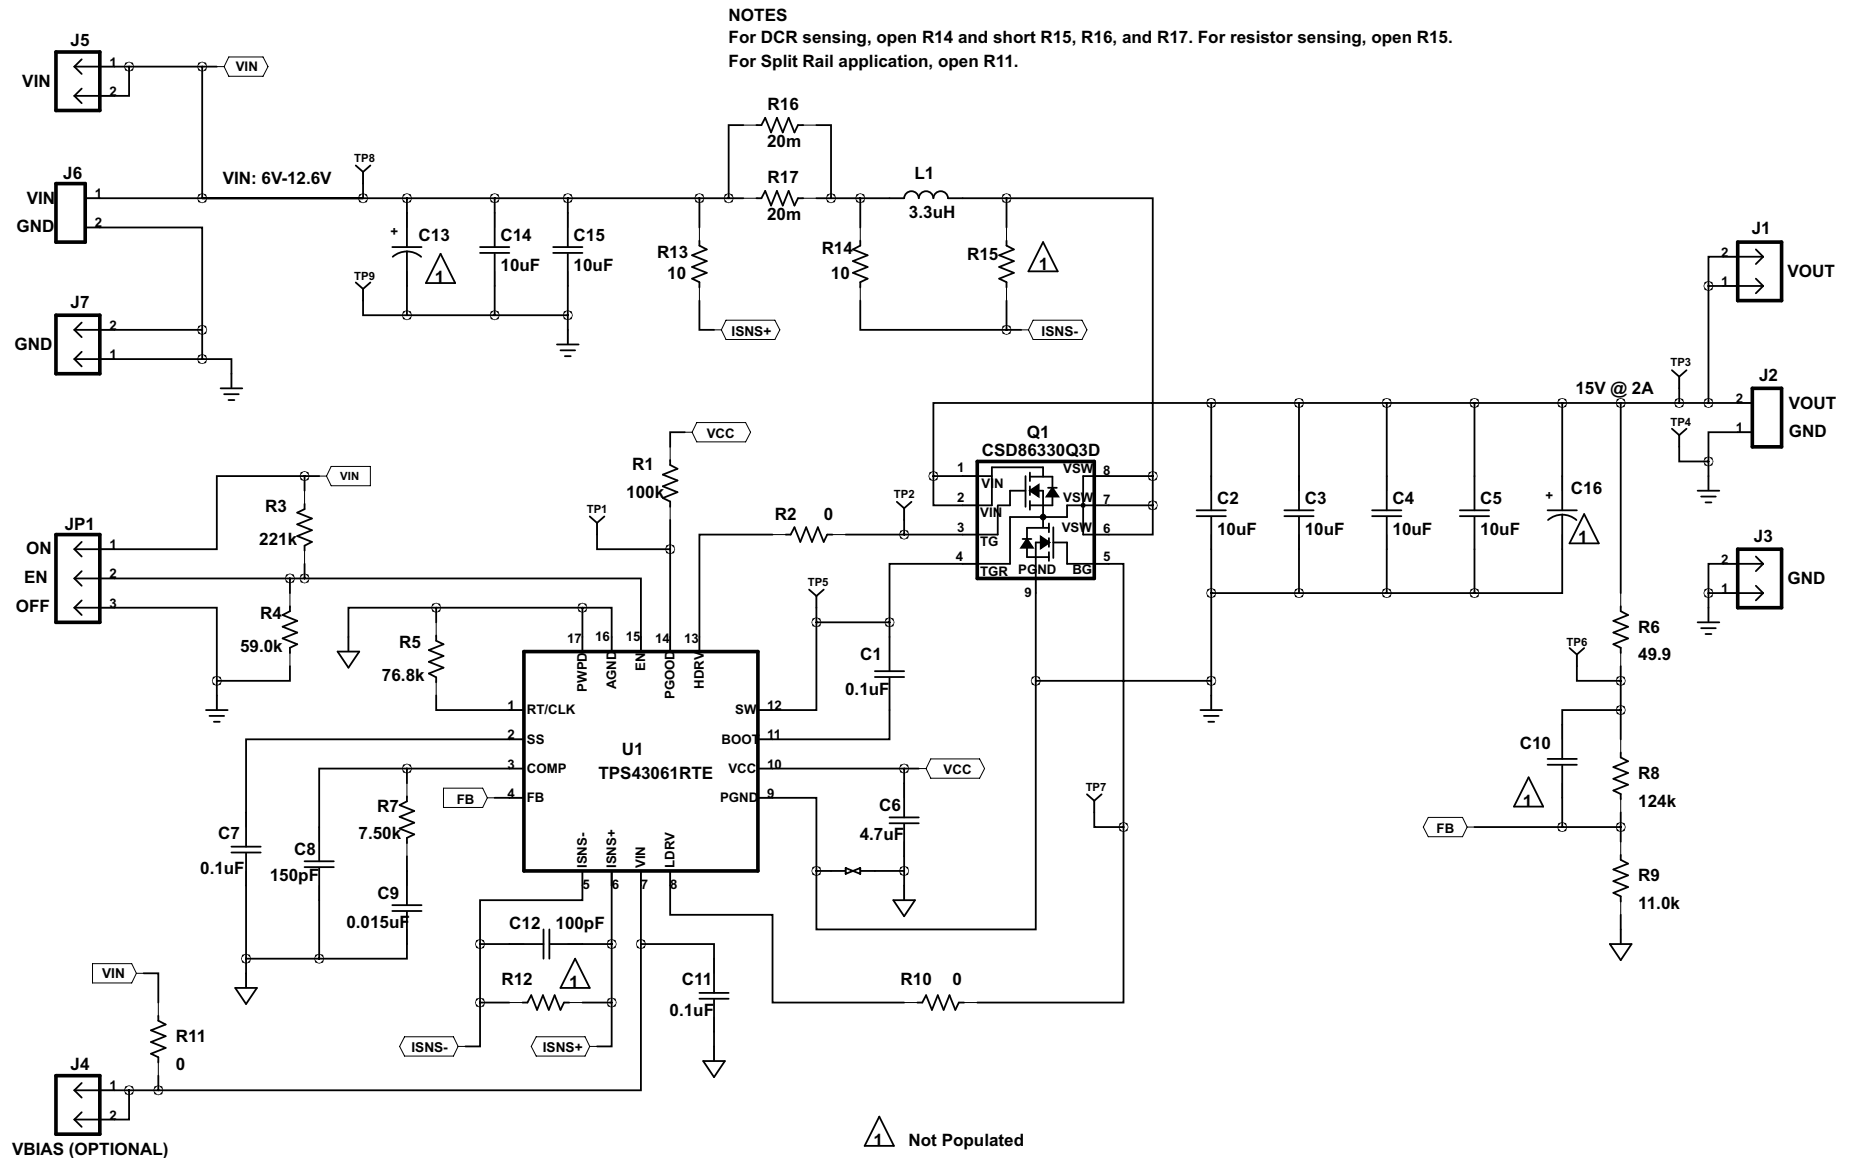 NOTES
For DCR sensing, open R14 and short R15, R16, and R17. For resistor sensing, open R15.
For Split Rail application, open R11.
J5
VIN
1
2
VIN
J6
VIN
GND
1
2
VIN: 6V-12.6V
TP8
J7
GND
2
1
+
C13
1
TP9
C14
10uF
C15
10uF
R16
20m
R17
20m
R13
10
ISNS+
L1
3.3uH
R14
10
R15
1
ISNS-
J1
2
1
VOUT
15V @ 2A
TP3
TP4
J2
2
1
VOUT
GND
J3
2
1
GND
VIN
R3
221k
JP1
ON
EN
OFF
1
2
3
R4
59.0k
R5
76.8k
VCC
R1
100k
TP1
R2
0
TP2
Q1
CSD86330Q3D
1
VIN
2
VIN
3
TG
4
TGR
VSW
8
VSW
7
VSW
6
PGND
BG
5
9
C2
10uF
C3
10uF
C4
10uF
C5
10uF
+
C16
1
TP5
C1
0.1uF
R6
49.9
TP6
C10
1
R8
124k
FB
R9
11.0k
TP7
17
16
15
14
13
PWPD
AGND
EN
PGOOD
HDRV
1
RT/CLK
2
SS
3
COMP
4
FB
FB
U1
TPS43061RTE
SW
12
BOOT
11
VCC
10
PGND
9
ISNS-
ISNS+
VIN
LDRV
5
6
7
8
VCC
C6
4.7uF
C7
0.1uF
C8
150pF
R7
7.50k
C9
0.015uF
C12
100pF
R12
1
ISNS-
ISNS+
C11
0.1uF
R10
0
VIN
R11
0
J4
1
2
VBIAS (OPTIONAL)
1
Not Populated